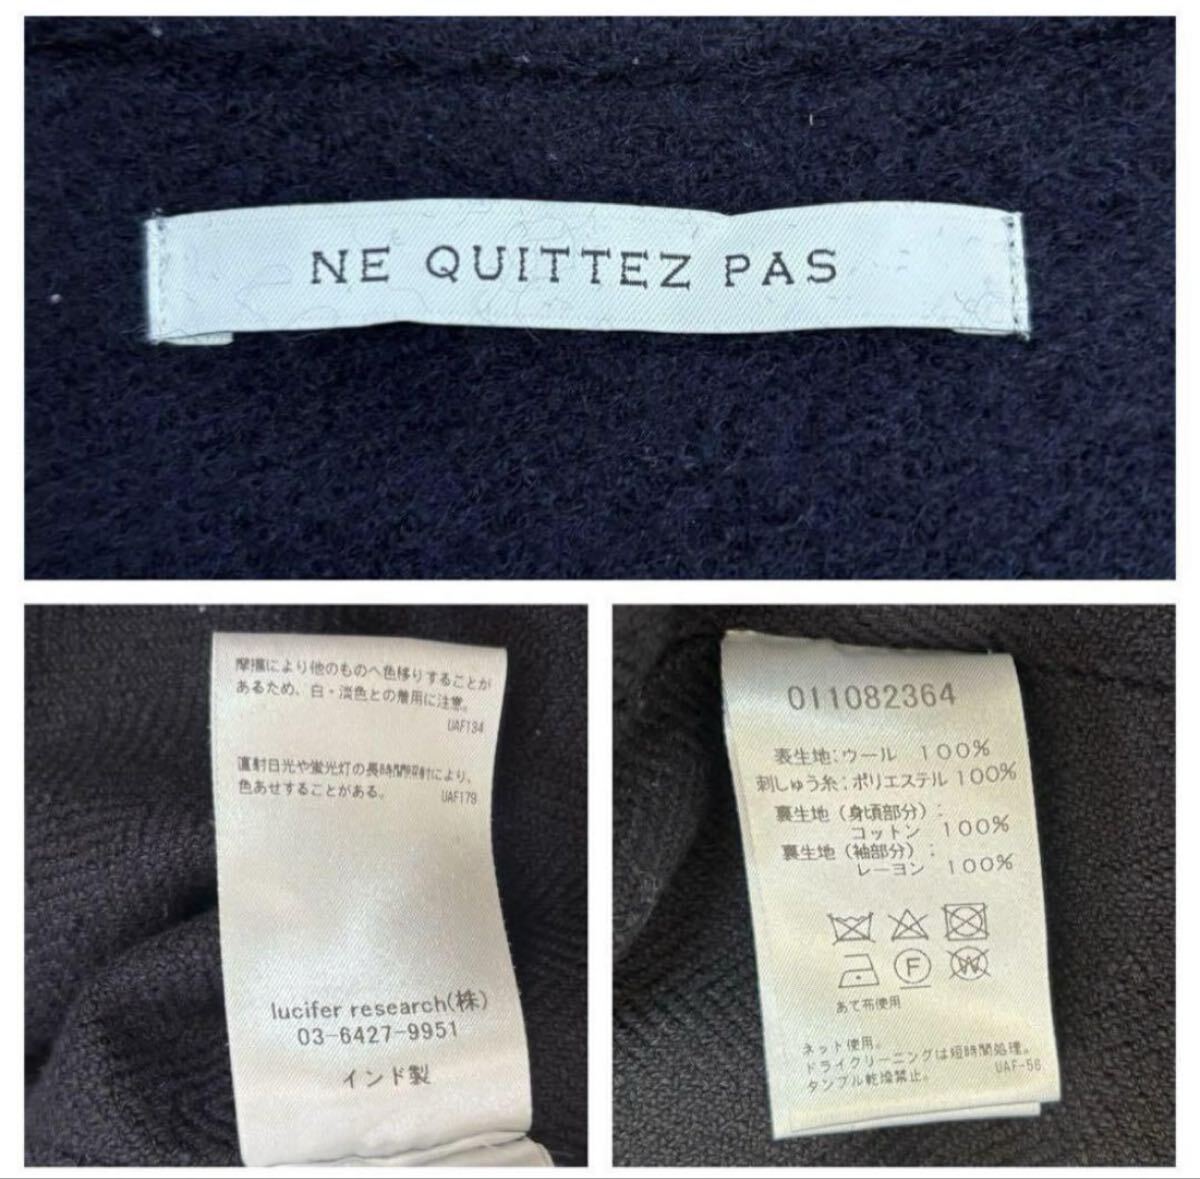 NE QUITTEZ PAS
摩擦により他のものへ色移りすることが
あるため、白・淡色との着用に注意。
UAF134
直射日光や蛍光灯の長時間照射により、
色あせすることがある。
UAF179
lucifer research(株)
03-6427-9951
インド製
011082364
表生地:ウール 100%
刺しゅう糸:ポリエステル 100%
裏生地(身頃部分):
コットン 100%
裏生地(袖部分):
レーヨン 100%
F W
あて布使用
ネット使用。
ドライクリーニングは短時間処理。
タンブル乾燥禁止。 UAF-56